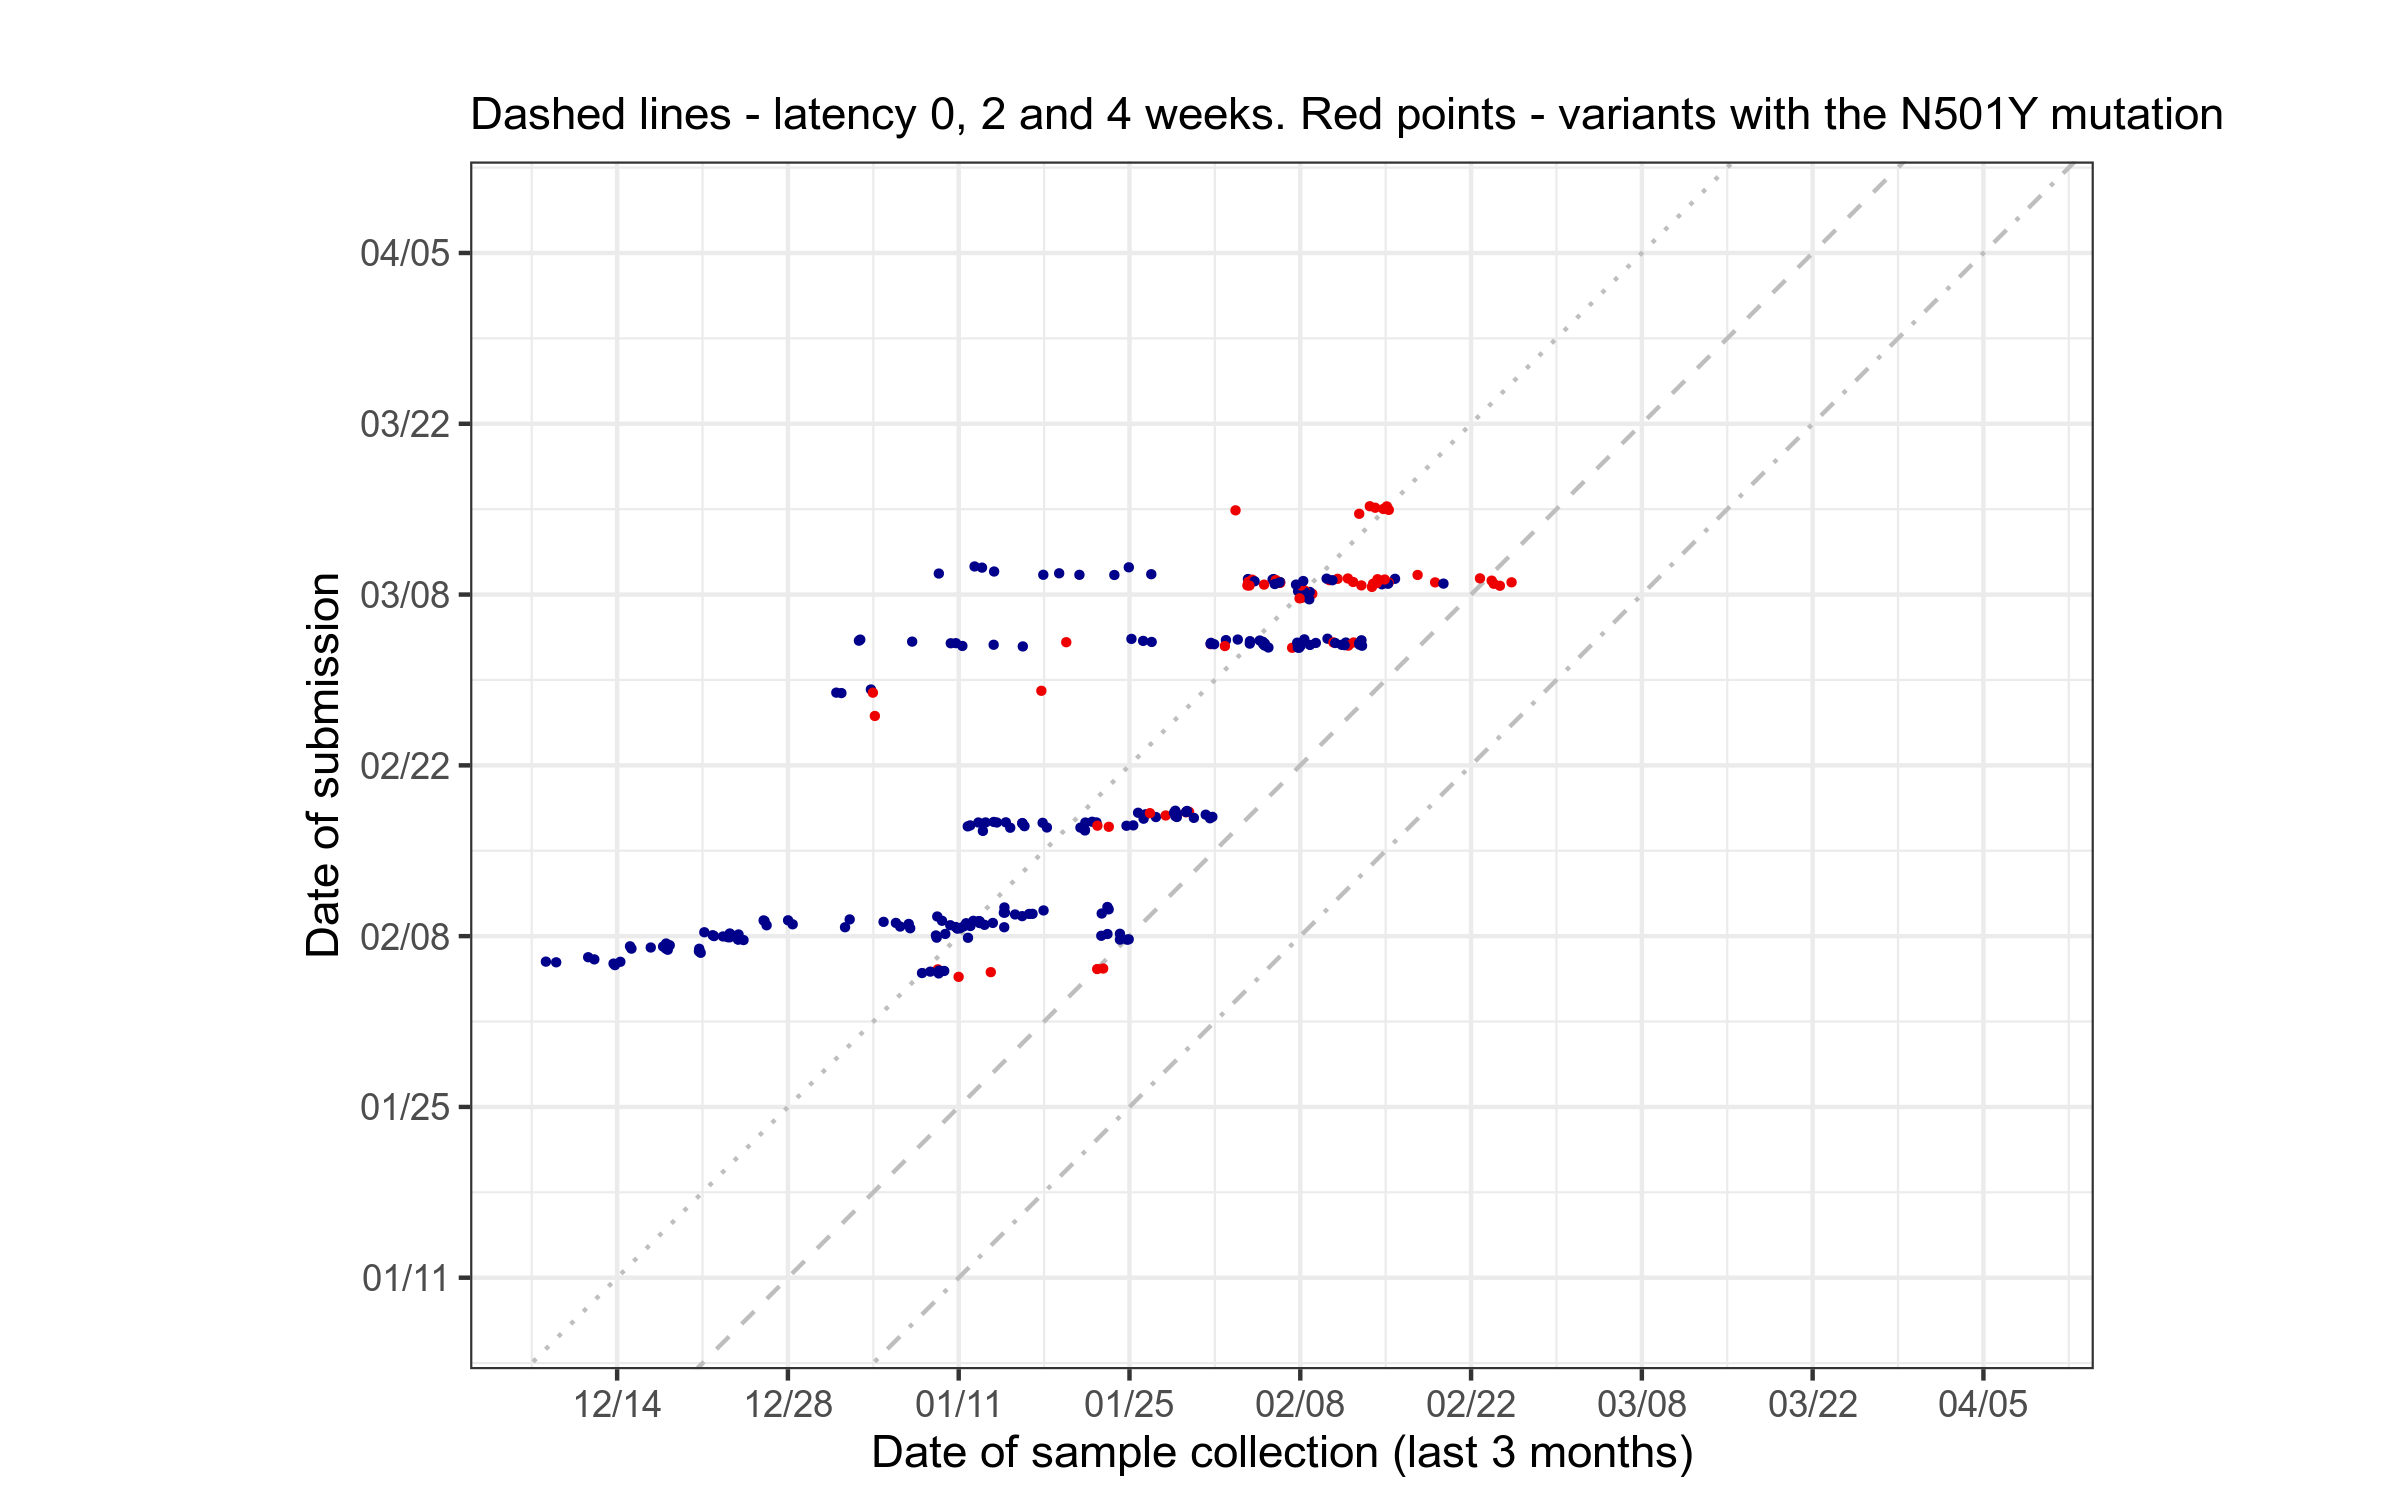 Dashed lines - latency 0, 2 and 4 weeks. Red points - variants with the N501Y mutation
Date of submission
04/05
03/22
03/08
02/22
02/08
01/25
01/11
12/14 12/28 01/11 01/25 02/08 02/22 03/08 03/22 04/05
Date of sample collection (last 3 months)